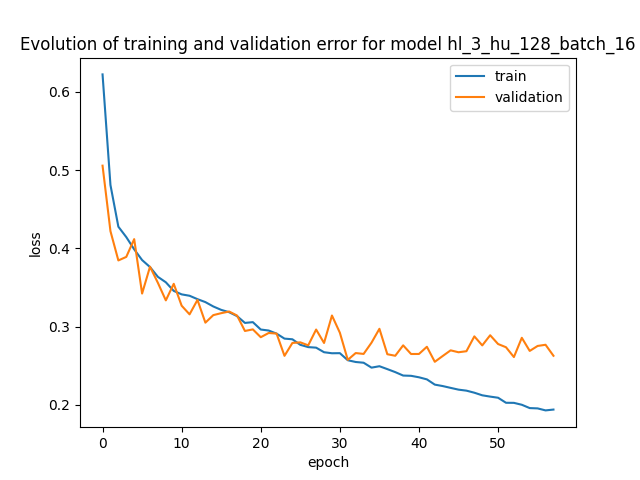 Evolution of training and validation error for model hl_3_hu_128_batch_16
train
validation
0.6
0.5
0.4
0.3
0.2
loss
0 10 20 30 40 50
epoch